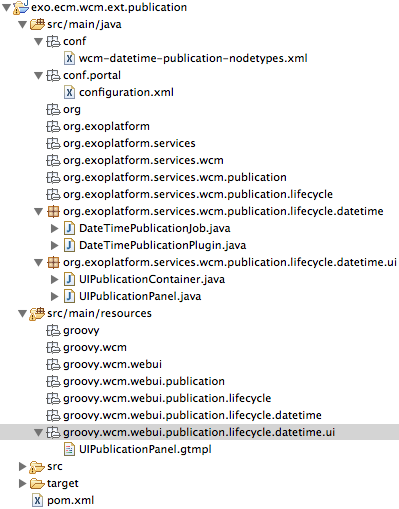 exo.ecm.wcm.ext.publication
src/main/java
conf
wcm-datetime-publication-nodetypes.xml
conf.portal
configuration.xml
org
org.exoplatform
org.exoplatform.services
org.exoplatform.services.wcm
org.exoplatform.services.wcm.publication
org.exoplatform.services.wcm.publication.lifecycle
org.exoplatform.services.wcm.publication.lifecycle.datetime
DateTimePublicationJob.java
DateTimePublicationPlugin.java
org.exoplatform.services.wcm.publication.lifecycle.datetime.ui
UIPublicationContainer.java
UIPublicationPanel.java
src/main/resources
groovy
groovy.wcm
groovy.wcm.webui
groovy.wcm.webui.publication
groovy.wcm.webui.publication.lifecycle
groovy.wcm.webui.publication.lifecycle.datetime
groovy.wcm.webui.publication.lifecycle.datetime.ui
UIPublicationPanel.gtmpl
src
target
pom.xml